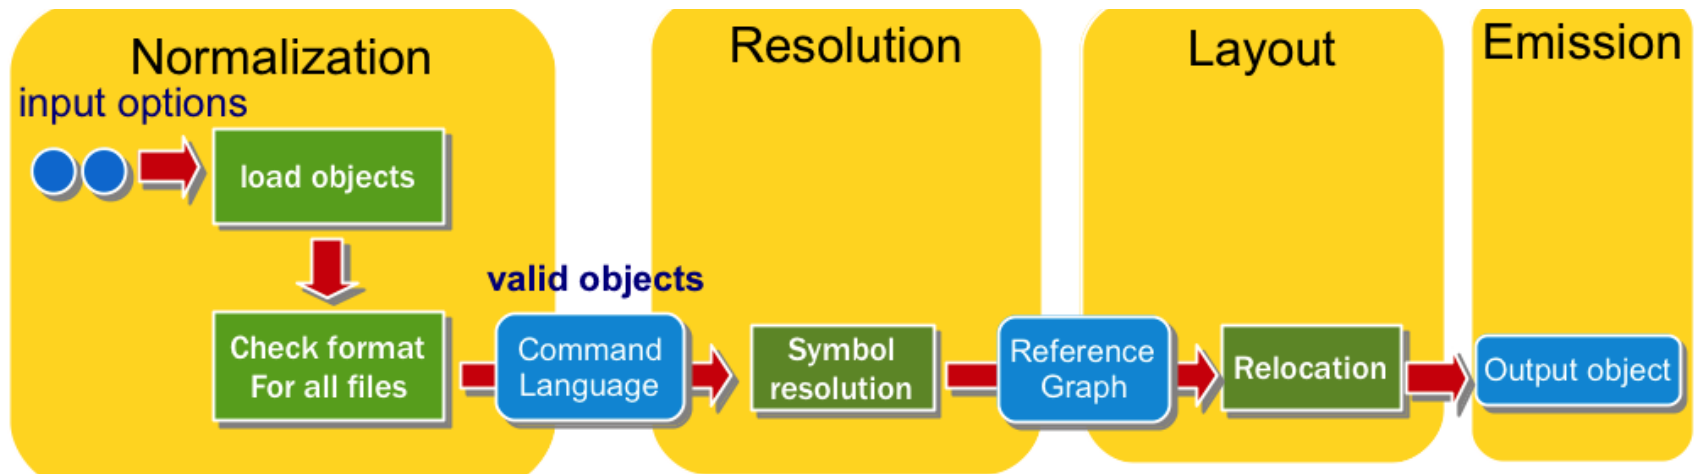 Normalization
Resolution
Layout
Emission
input options
load objects
valid objects
Check format
For all files
Command
Language
Symbol
resolution
Reference
Graph
Relocation
Output object